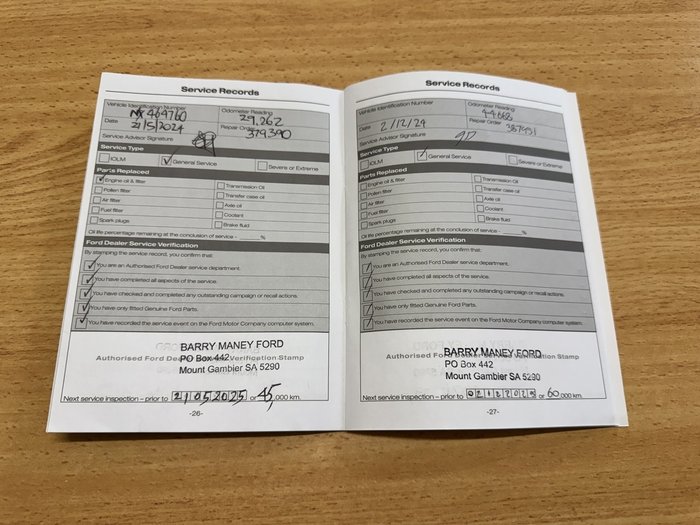 Service Records
Vehicle Identification Number
469760
Odometer Reading
29,262
Date 21/5/2024
Repair Order
379390
Service Advisor Signature
Service Type
IOLM
General Service
Severe or Extreme
Parts Replaced
Engine oil & filter
Transmission Oil
Pollen filter
Transfer case oil
Air filter
Axle oil
Fuel filter
Coolant
Spark plugs
Brake fluid
Oil life percentage remaining at the conclusion of service - %
Ford Dealer Service Verification
By stamping the service record, you confirm that:
You are an Authorised Ford Dealer service department.
You have completed all aspects of the service.
You have checked and completed any outstanding campaign or recall actions.
You have only fitted Genuine Ford Parts.
You have recorded the service event on the Ford Motor Company computer system.
BARRY MANEY FORD
Authorised Ford Dealer Service Verification Stamp
PO Box 442
Mount Gambier SA 5290
Next service inspection – prior to 21052025 or 45,000 km.
-26-
Service Records
Vehicle Identification Number
Odometer Reading
44668
Date 2/12/24
Repair Order
Service Advisor Signature
Service Type
IOLM
General Service
Severe or Extreme
Parts Replaced
Engine oil & filter
Transmission Oil
Pollen filter
Transfer case oil
Air filter
Axle oil
Fuel filter
Coolant
Spark plugs
Brake fluid
Oil life percentage remaining at the conclusion of service - %
Ford Dealer Service Verification
By stamping the service record, you confirm that:
You are an Authorised Ford Dealer service department.
You have completed all aspects of the service.
You have checked and completed any outstanding campaign or recall actions.
You have only fitted Genuine Ford Parts.
You have recorded the service event on the Ford Motor Company computer system.
BARRY MANEY FORD
Authorised Ford Dealer Service Verification Stamp
PO Box 442
Mount Gambier SA 5290
Next service inspection – prior to 02122025 or 60,000 km.
-27-